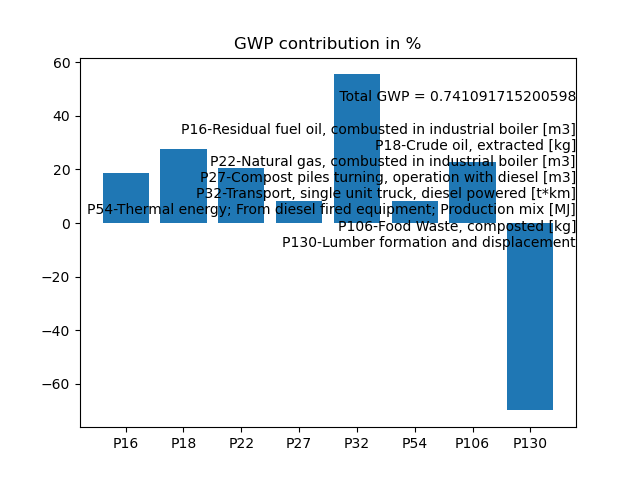 GWP contribution in %
60
40
20
0
−20
−40
−60
Total GWP = 0.741091715200598
P16-Residual fuel oil, combusted in industrial boiler [m3]
P18-Crude oil, extracted [kg]
P22-Natural gas, combusted in industrial boiler [m3]
P27-Compost piles turning, operation with diesel [m3]
P32-Transport, single unit truck, diesel powered [t*km]
P54-Thermal energy; From diesel fired equipment; Production mix [MJ]
P106-Food Waste, composted [kg]
P130-Lumber formation and displacement
P16 P18 P22 P27 P32 P54 P106 P130